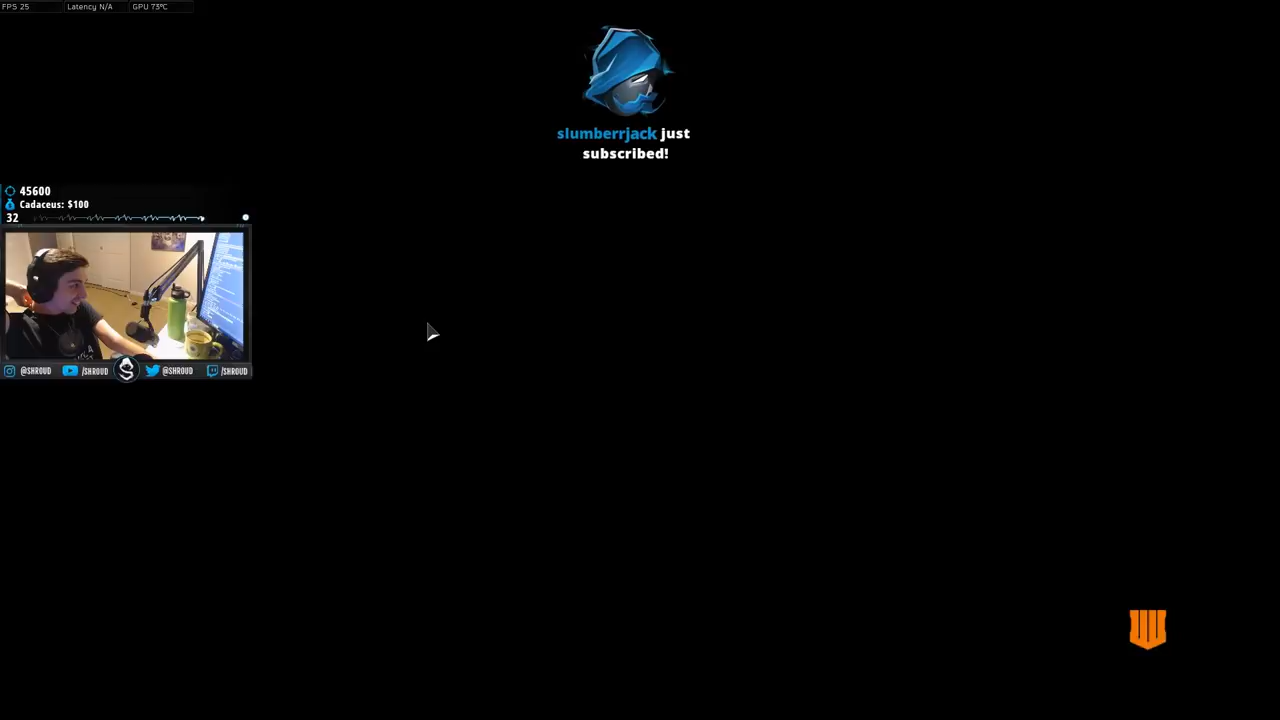 FPS 25 Latency N/A GPU 73°C
slumberrjack just
subscribed!
45600
Cadaceus: $100
32
@SHROUD /SHROUD @SHROUD /SHROUD